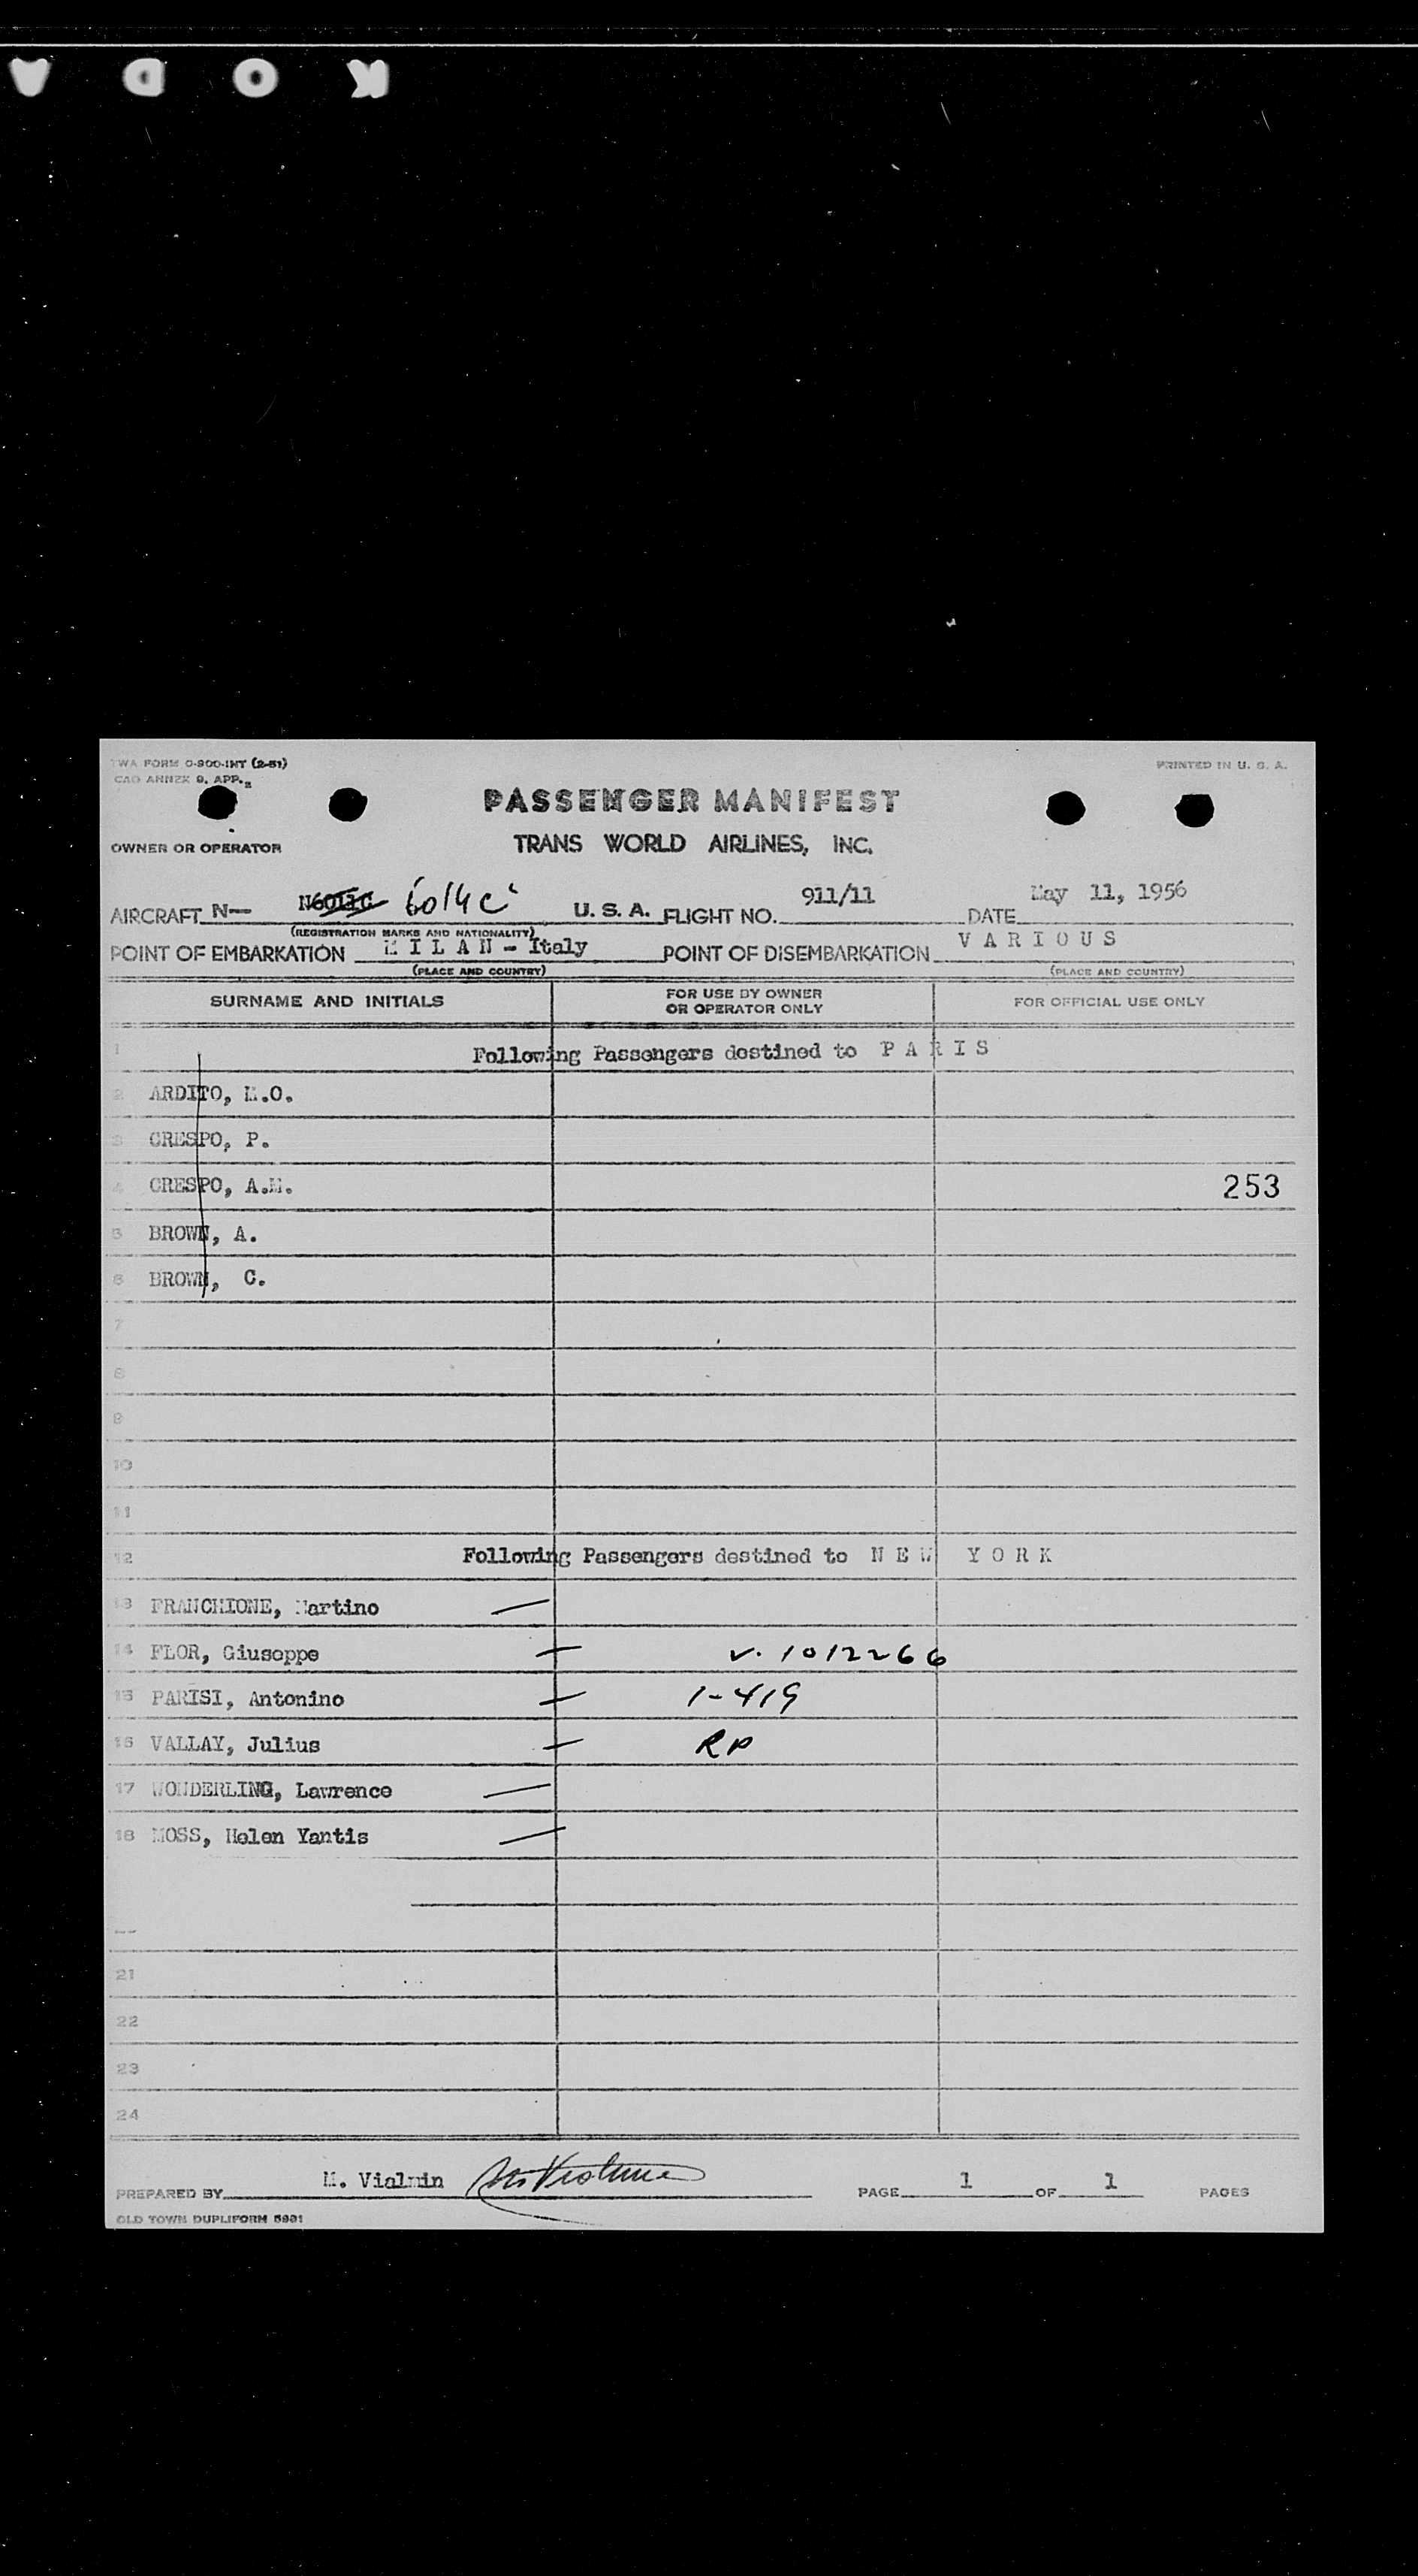 KODA
TWA FORM O-900-INT (2-51)
PRINTED IN U. S. A.
CAO ANNEX 9. APP.
PASSENGER MANIFEST
OWNER OR OPERATOR
TRANS WORLD AIRLINES, INC.
AIRCRAFT N— 6014C U. S. A. FLIGHT NO. 911/11 DATE May 11, 1956
(REGISTRATION MARKS AND NATIONALITY)
POINT OF EMBARKATION M I L A N - Italy POINT OF DISEMBARKATION V A R I O U S
(PLACE AND COUNTRY) (PLACE AND COUNTRY)
SURNAME AND INITIALS FOR USE BY OWNER OR OPERATOR ONLY FOR OFFICIAL USE ONLY
1 Following Passengers destined to P A R I S
2 ARDITO, M.O.
3 CRESPO, P.
4 CRESPO, A.M. 253
5 BROWN, A.
6 BROWN, C.
7
8
9
10
11
12 Following Passengers destined to N E W Y O R K
13 FRANCHIONE, Martino
14 FLOR, Giuseppe v. 1012266
15 PARISI, Antonino 1-419
16 VALLAY, Julius RP
17 WONDERLING, Lawrence
18 MOSS, Helen Yantis
21
22
23
24
PREPARED BY M. Vialmin PAGE 1 OF 1 PAGES
OLD TOWN DUPLIFORM 5931